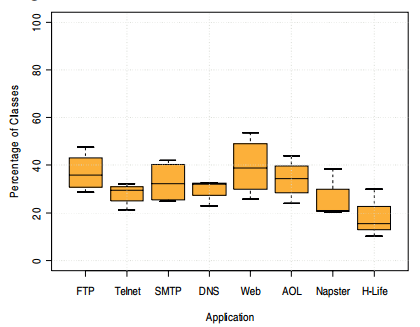 Percentage of Classes
100
80
60
40
20
0
FTP Telnet SMTP DNS Web AOL Napster H-Life
Application